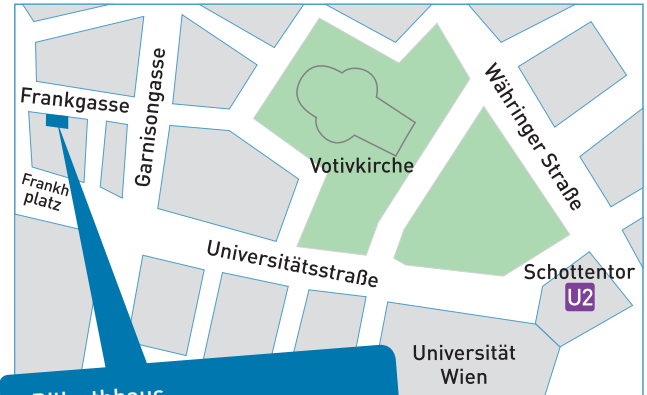 Währinger Straße
Garnisongasse
Frankgasse
Votivkirche
Frankh
platz
Universitätsstraße
Schottentor
U2
Universität
Wien